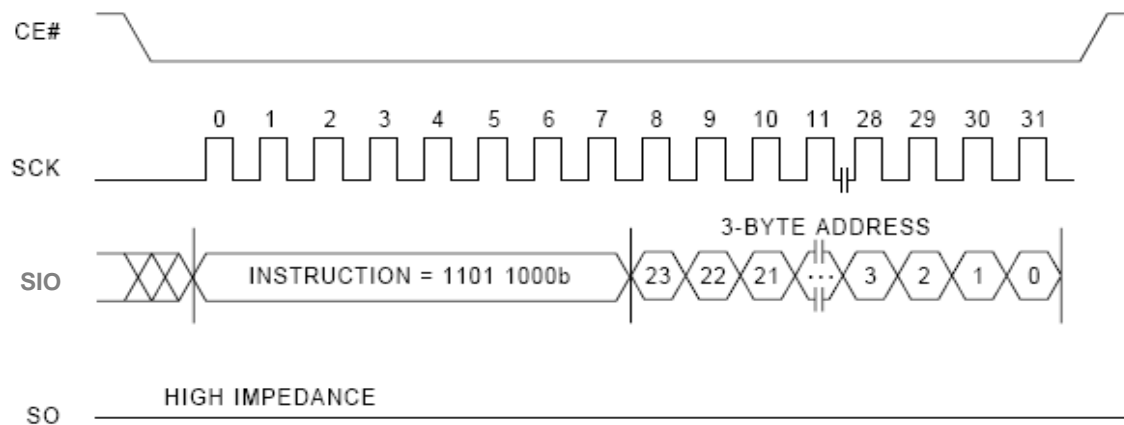 CE#
0 1 2 3 4 5 6 7 8 9 10 11 28 29 30 31
SCK
3-BYTE ADDRESS
SIO INSTRUCTION = 1101 1000b 23 22 21 ... 3 2 1 0
HIGH IMPEDANCE
SO